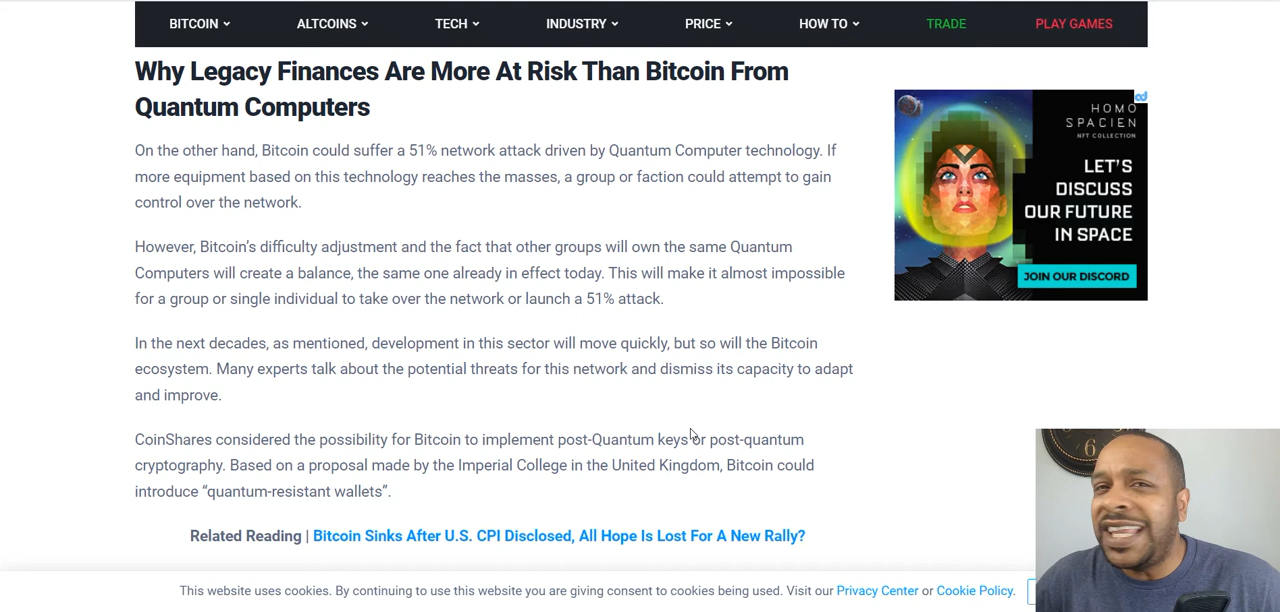 BITCOIN ALTCOINS TECH INDUSTRY PRICE HOW TO TRADE PLAY GAMES
Why Legacy Finances Are More At Risk Than Bitcoin From
Quantum Computers
On the other hand, Bitcoin could suffer a 51% network attack driven by Quantum Computer technology. If
more equipment based on this technology reaches the masses, a group or faction could attempt to gain
control over the network.
However, Bitcoin’s difficulty adjustment and the fact that other groups will own the same Quantum
Computers will create a balance, the same one already in effect today. This will make it almost impossible
for a group or single individual to take over the network or launch a 51% attack.
In the next decades, as mentioned, development in this sector will move quickly, but so will the Bitcoin
ecosystem. Many experts talk about the potential threats for this network and dismiss its capacity to adapt
and improve.
CoinShares considered the possibility for Bitcoin to implement post-Quantum keys or post-quantum
cryptography. Based on a proposal made by the Imperial College in the United Kingdom, Bitcoin could
introduce “quantum-resistant wallets”.
Related Reading | Bitcoin Sinks After U.S. CPI Disclosed, All Hope Is Lost For A New Rally?
HOMO
SPACIEN
NFT COLLECTION
LET'S
DISCUSS
OUR FUTURE
IN SPACE
JOIN OUR DISCORD
This website uses cookies. By continuing to use this website you are giving consent to cookies being used. Visit our Privacy Center or Cookie Policy.